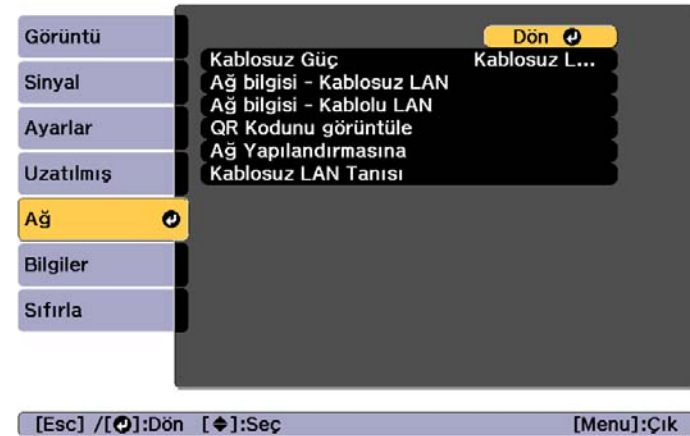 Görüntü
Sinyal
Ayarlar
Uzatılmış
Ağ
Bilgiler
Sıfırla
Dön
Kablosuz Güç Kablosuz L...
Ağ bilgisi - Kablosuz LAN
Ağ bilgisi - Kablolu LAN
QR Kodunu görüntüle
Ağ Yapılandırmasına
Kablosuz LAN Tanısı
[Esc] /[⏎]:Dön [◆]:Seç [Menu]:Çık